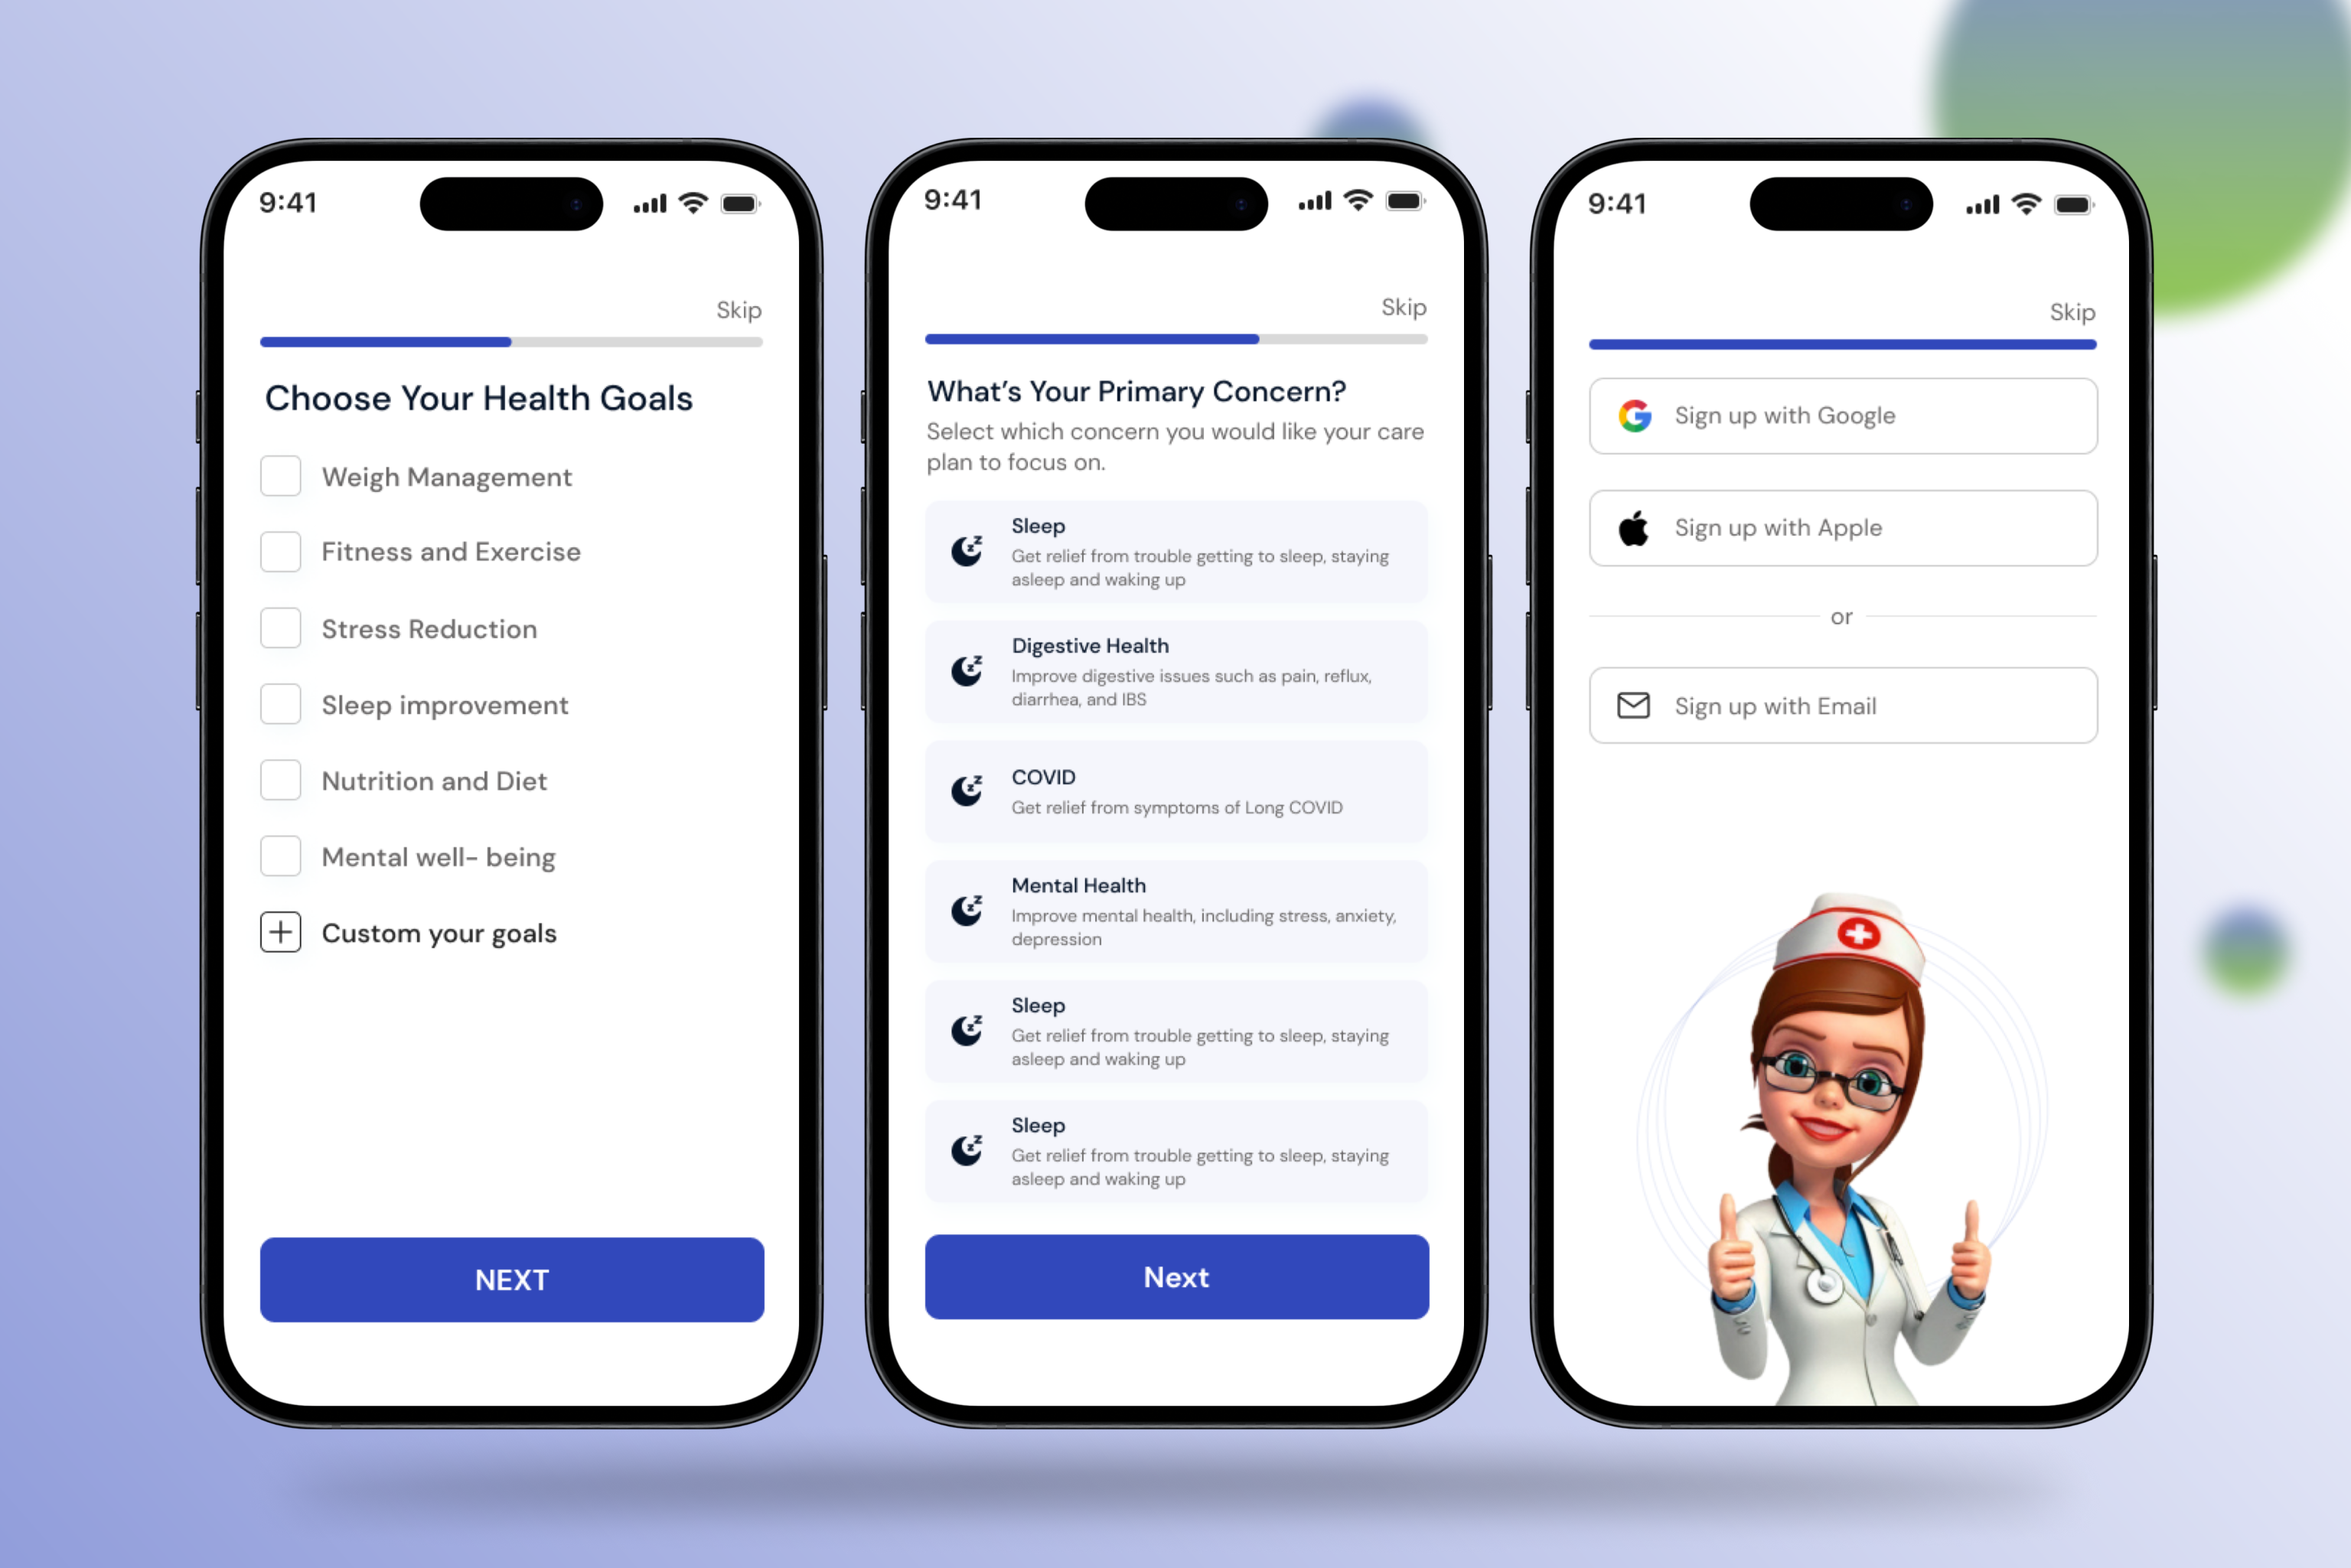 9:41
Skip
Choose Your Health Goals
Weigh Management
Fitness and Exercise
Stress Reduction
Sleep improvement
Nutrition and Diet
Mental well- being
Custom your goals
NEXT
9:41
Skip
What's Your Primary Concern?
Select which concern you would like your care
plan to focus on.
Sleep
Get relief from trouble getting to sleep, staying
asleep and waking up
Digestive Health
Improve digestive issues such as pain, reflux,
diarrhea, and IBS
COVID
Get relief from symptoms of Long COVID
Mental Health
Improve mental health, including stress, anxiety,
depression
Sleep
Get relief from trouble getting to sleep, staying
asleep and waking up
Sleep
Get relief from trouble getting to sleep, staying
asleep and waking up
Next
9:41
Skip
Sign up with Google
Sign up with Apple
or
Sign up with Email